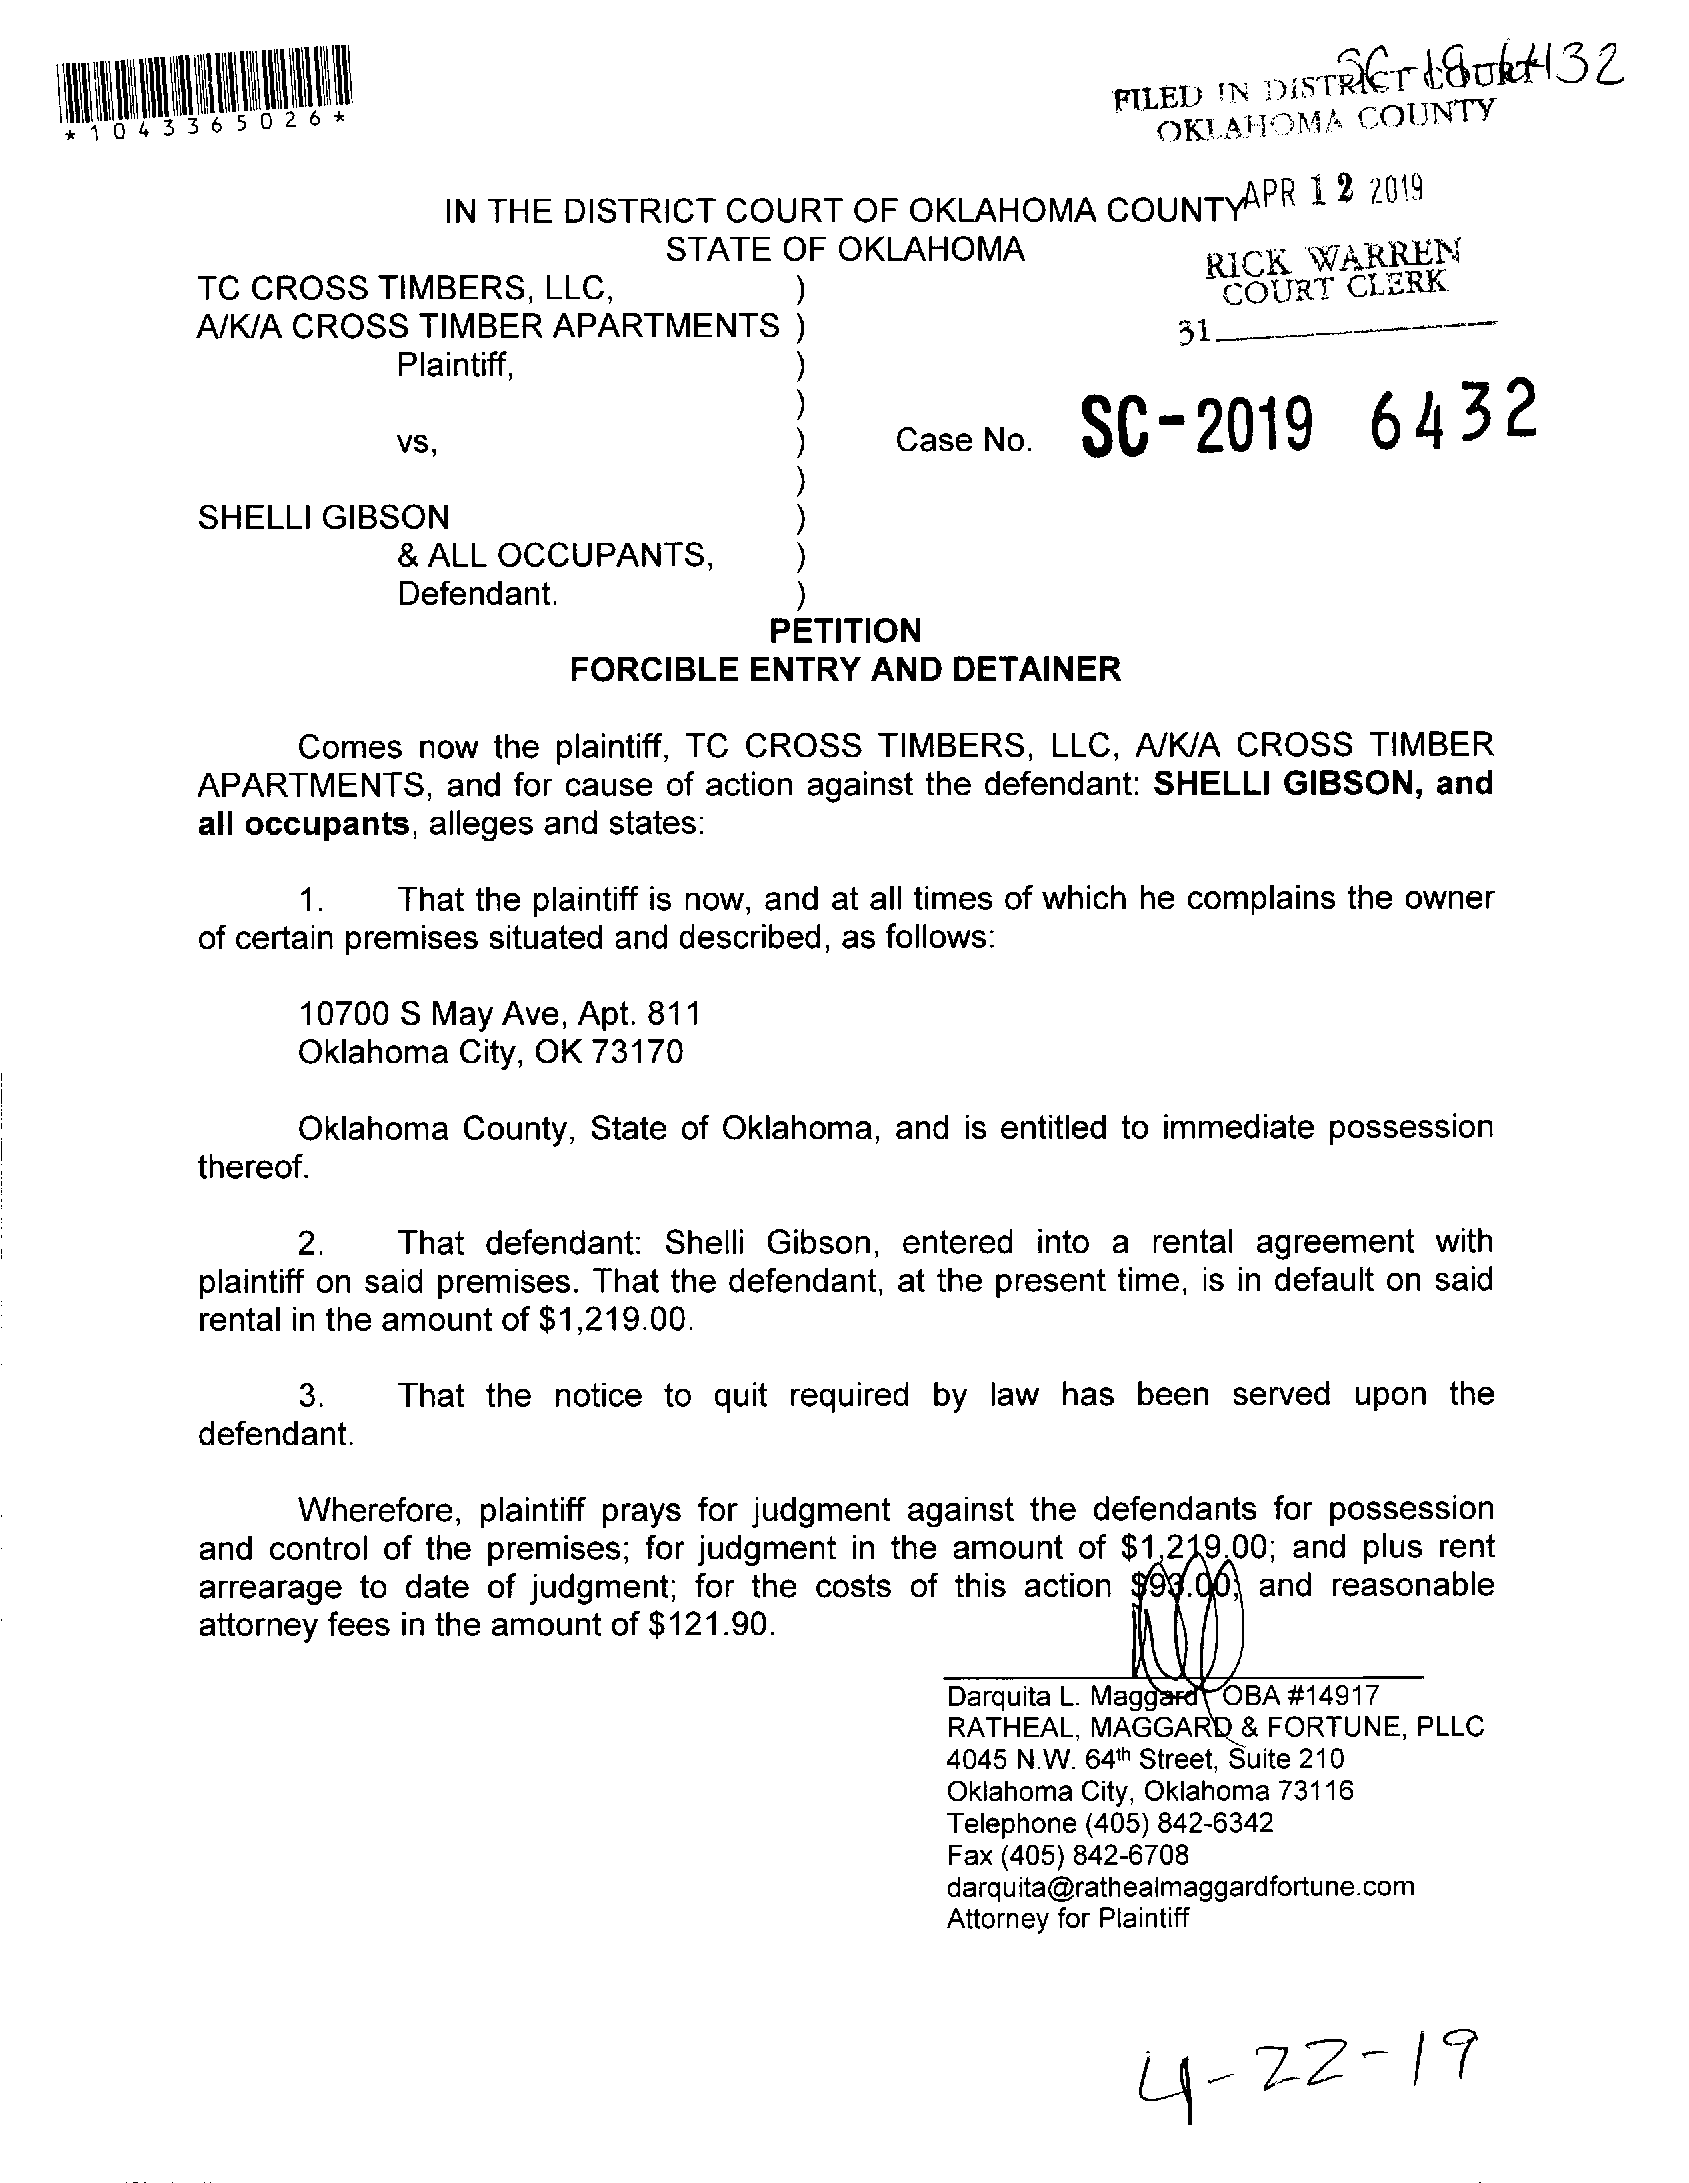 *1043365026*
SC-19-6432
FILED IN DISTRICT COURT
OKLAHOMA COUNTY
APR 12 2019
RICK WARREN
COURT CLERK
31
IN THE DISTRICT COURT OF OKLAHOMA COUNTY
STATE OF OKLAHOMA
TC CROSS TIMBERS, LLC, )
A/K/A CROSS TIMBER APARTMENTS )
Plaintiff, )
)
vs, ) Case No. SC-2019 6432
)
SHELLI GIBSON )
& ALL OCCUPANTS, )
Defendant. )
PETITION
FORCIBLE ENTRY AND DETAINER
Comes now the plaintiff, TC CROSS TIMBERS, LLC, A/K/A CROSS TIMBER
APARTMENTS, and for cause of action against the defendant: SHELLI GIBSON, and
all occupants, alleges and states:
1. That the plaintiff is now, and at all times of which he complains the owner
of certain premises situated and described, as follows:
10700 S May Ave, Apt. 811
Oklahoma City, OK 73170
Oklahoma County, State of Oklahoma, and is entitled to immediate possession
thereof.
2. That defendant: Shelli Gibson, entered into a rental agreement with
plaintiff on said premises. That the defendant, at the present time, is in default on said
rental in the amount of $1,219.00.
3. That the notice to quit required by law has been served upon the
defendant.
Wherefore, plaintiff prays for judgment against the defendants for possession
and control of the premises; for judgment in the amount of $1,219.00; and plus rent
arrearage to date of judgment; for the costs of this action $93.00; and reasonable
attorney fees in the amount of $121.90.
Darquita L. Maggard OBA #14917
RATHEAL, MAGGARD & FORTUNE, PLLC
4045 N.W. 64th Street, Suite 210
Oklahoma City, Oklahoma 73116
Telephone (405) 842-6342
Fax (405) 842-6708
darquita@rathealmaggardfortune.com
Attorney for Plaintiff
4-22-19